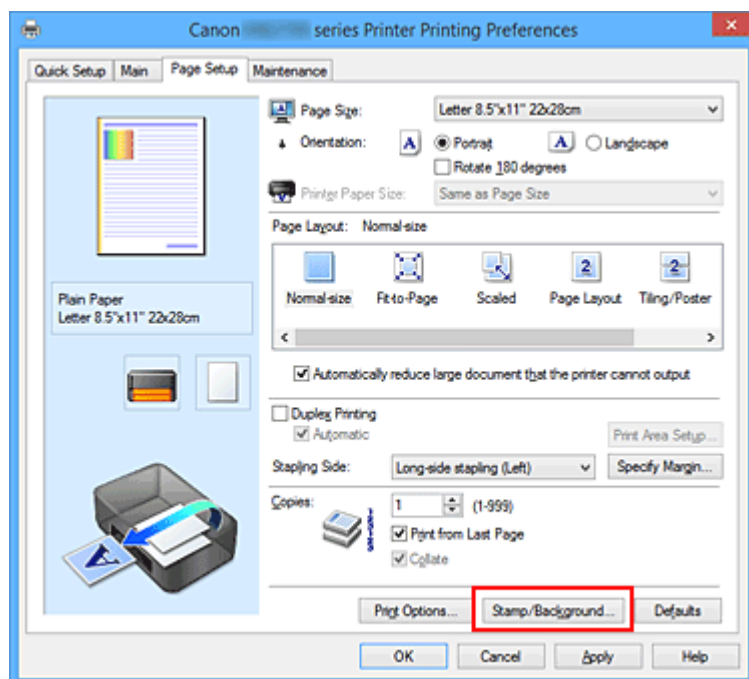 Canon series Printer Printing Preferences
Quick Setup Main Page Setup Maintenance
Page Size: Letter 8.5"x11" 22x28cm
Orientation: A Portrait A Landscape
Rotate 180 degrees
Printer Paper Size: Same as Page Size
Page Layout: Normal-size
2 2
Normal-size Fit-to-Page Scaled Page Layout Tiling/Poster
Plain Paper
Letter 8.5"x11" 22x28cm
Automatically reduce large document that the printer cannot output
Duplex Printing
Automatic
Print Area Setup...
Stapling Side: Long-side stapling (Left) Specify Margin...
Copies: 1 (1-999)
Print from Last Page
Collate
A
Print Options... Stamp/Background... Defaults
OK Cancel Apply Help